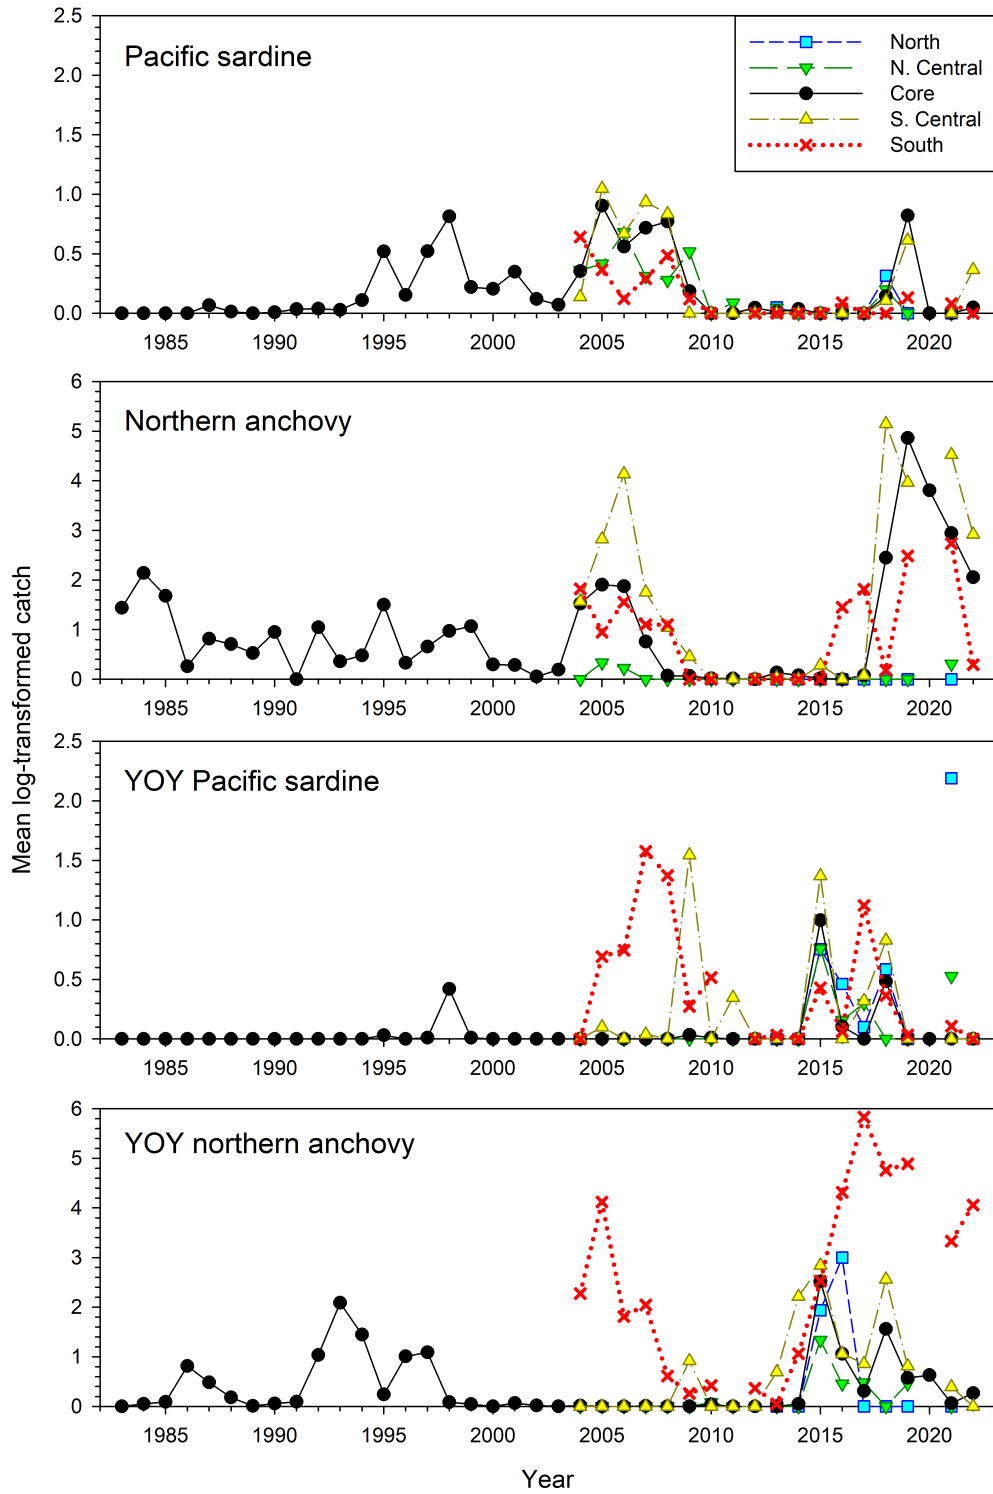 Pacific sardine
North
N. Central
Core
S. Central
South
2.5
2.0
1.5
1.0
0.5
0.0
1985 1990 1995 2000 2005 2010 2015 2020
Northern anchovy
6
5
4
3
2
1
0
1985 1990 1995 2000 2005 2010 2015 2020
Mean log-transformed catch
YOY Pacific sardine
2.5
2.0
1.5
1.0
0.5
0.0
1985 1990 1995 2000 2005 2010 2015 2020
YOY northern anchovy
6
5
4
3
2
1
0
1985 1990 1995 2000 2005 2010 2015 2020
Year